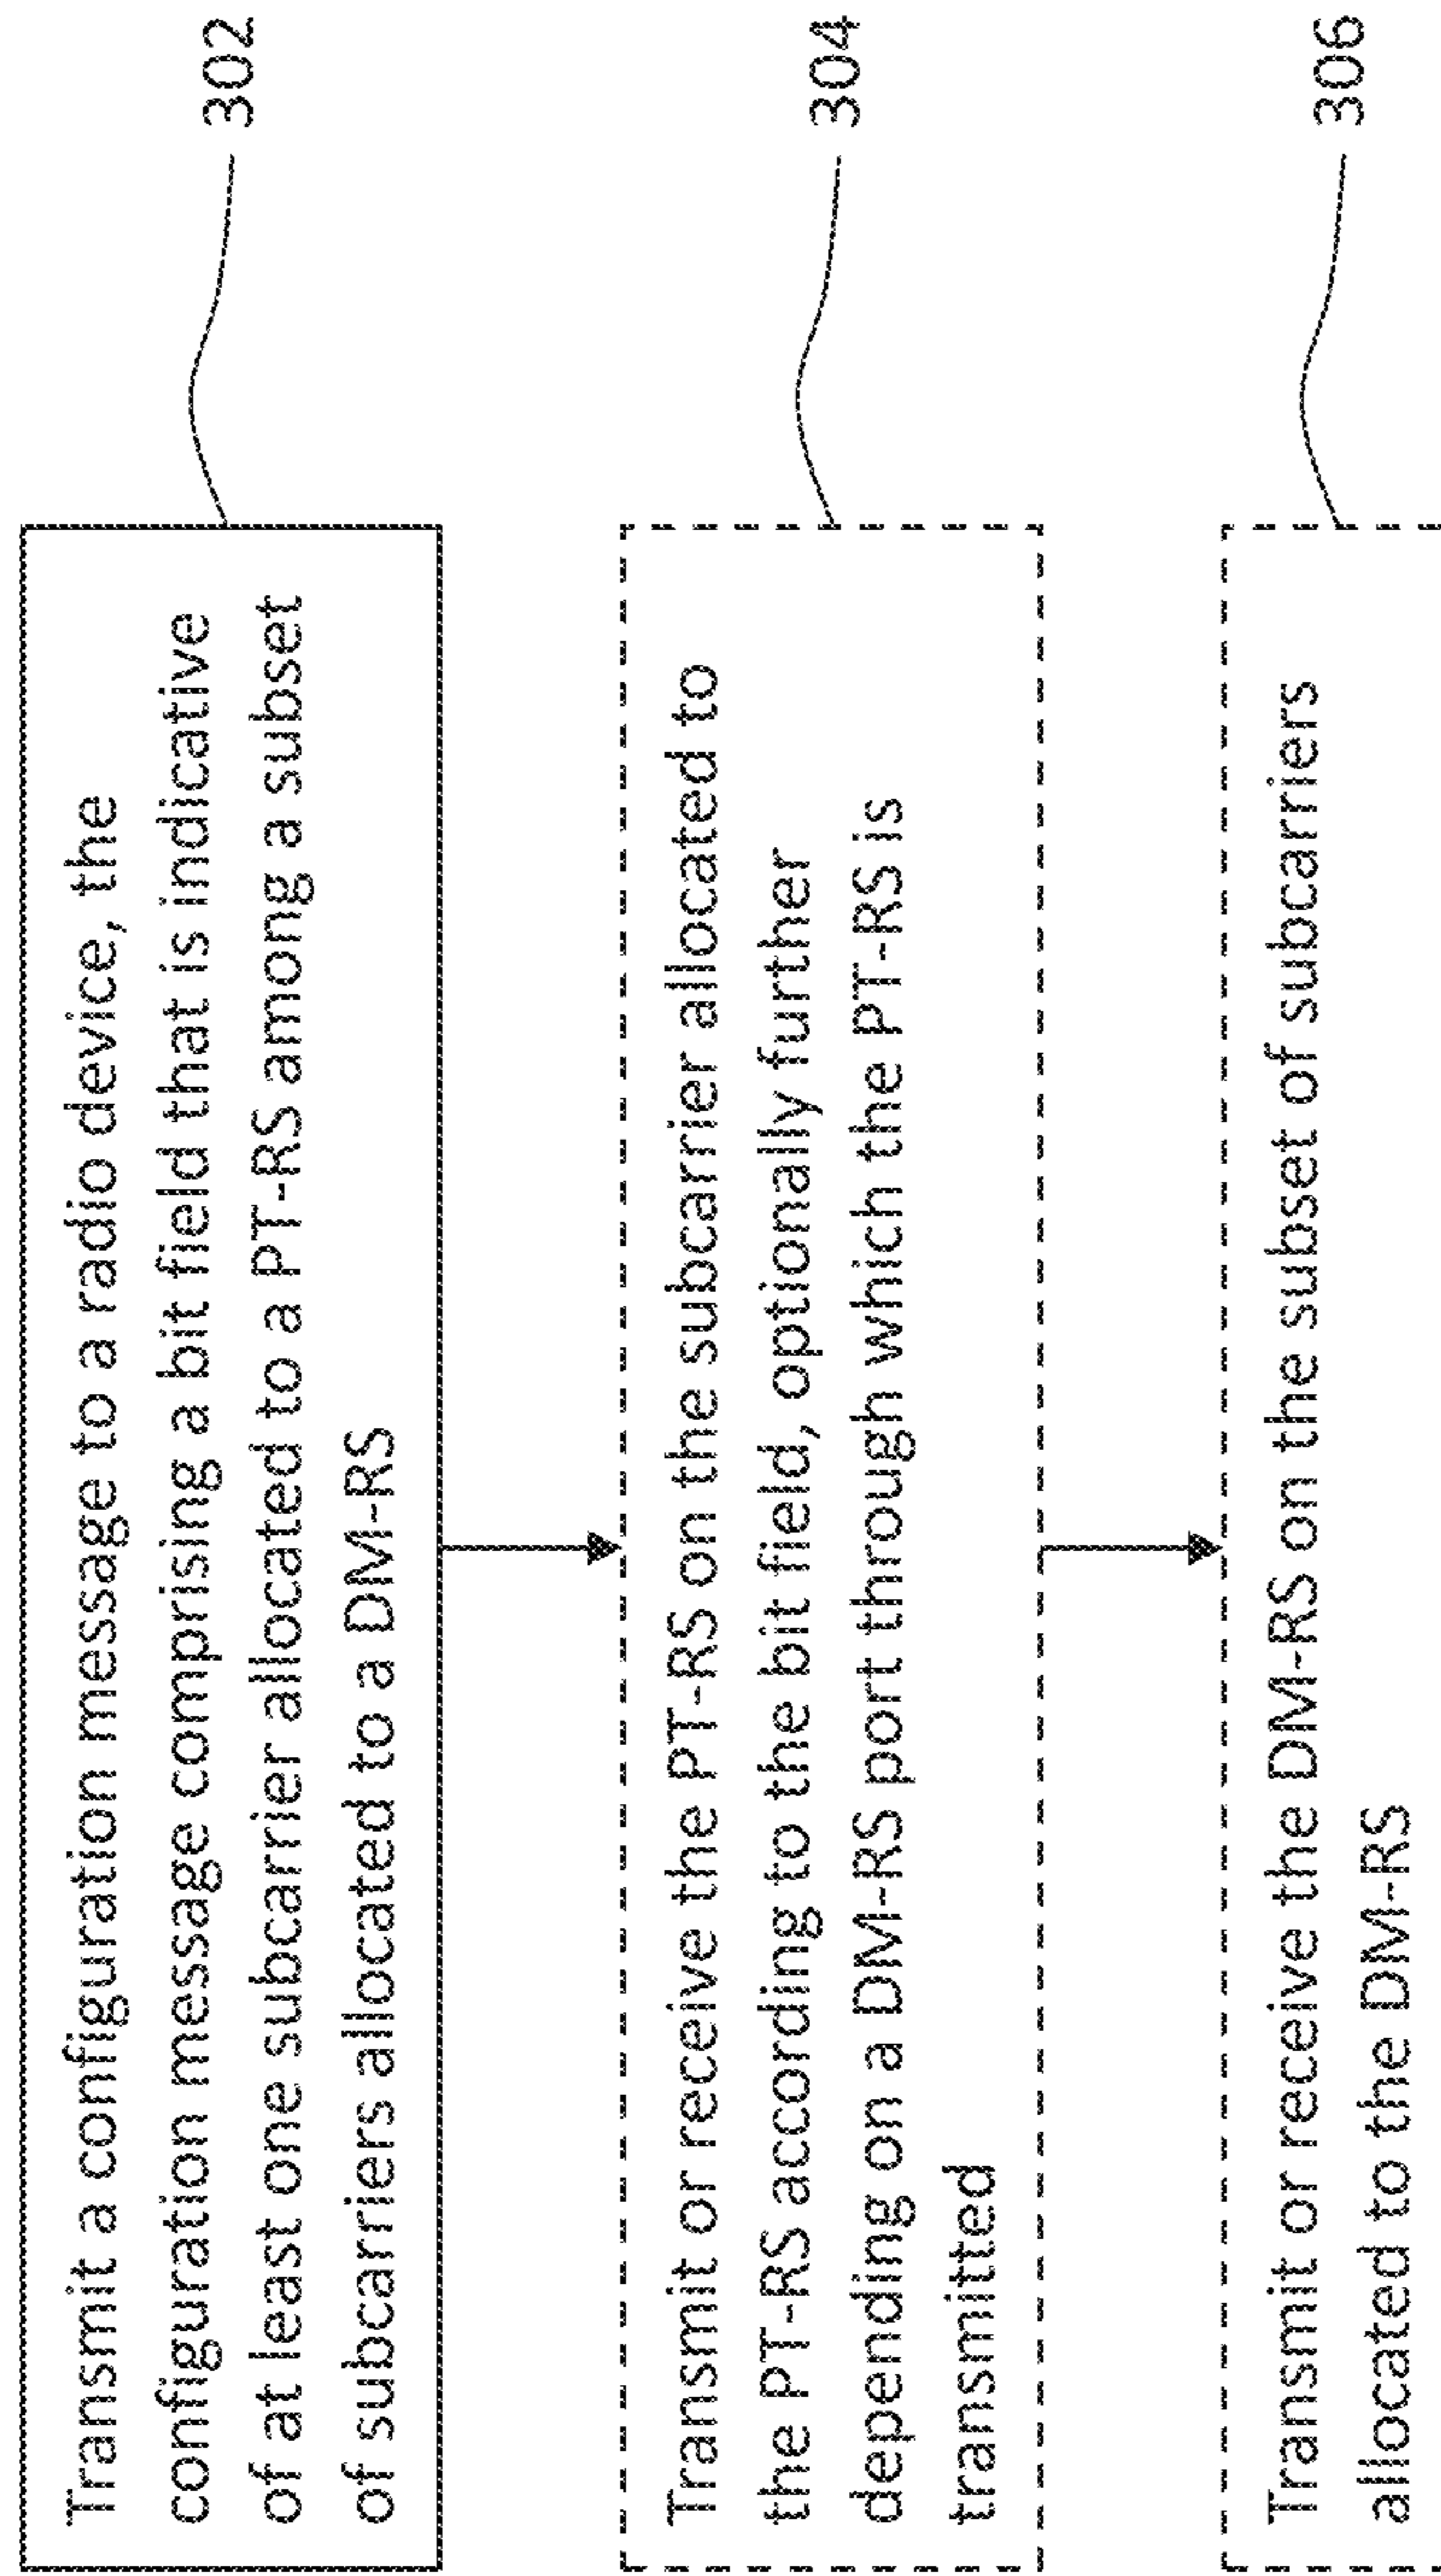 Transmit a configuration message to a radio device, the
configuration message comprising a bit field that is indicative
of at least one subcarrier allocated to a PT-RS among a subset
of subcarriers allocated to a DM-RS
302
Transmit or receive the PT-RS on the subcarrier allocated to
the PT-RS according to the bit field, optionally further
depending on a DM-RS port through which the PT-RS is
transmitted
304
Transmit or receive the DM-RS on the subset of subcarriers
allocated to the DM-RS
306